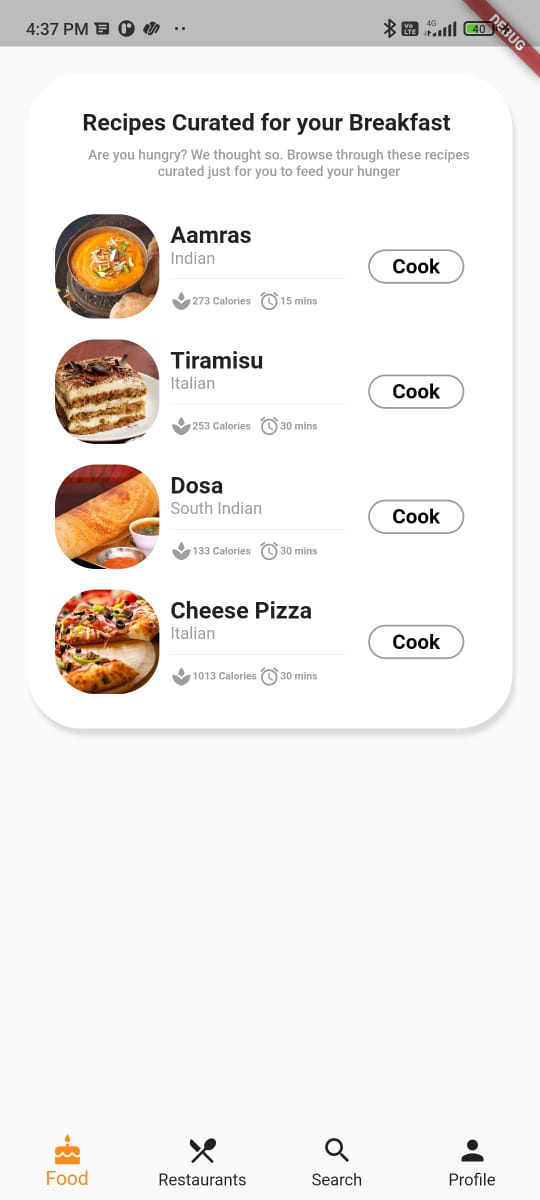 4:37 PM
Vo LTE 4G 40
DEBUG
Recipes Curated for your Breakfast
Are you hungry? We thought so. Browse through these recipes
curated just for you to feed your hunger
Aamras
Indian
Cook
273 Calories 15 mins
Tiramisu
Italian
Cook
253 Calories 30 mins
Dosa
South Indian
Cook
133 Calories 30 mins
Cheese Pizza
Italian
Cook
1013 Calories 30 mins
Food Restaurants Search Profile